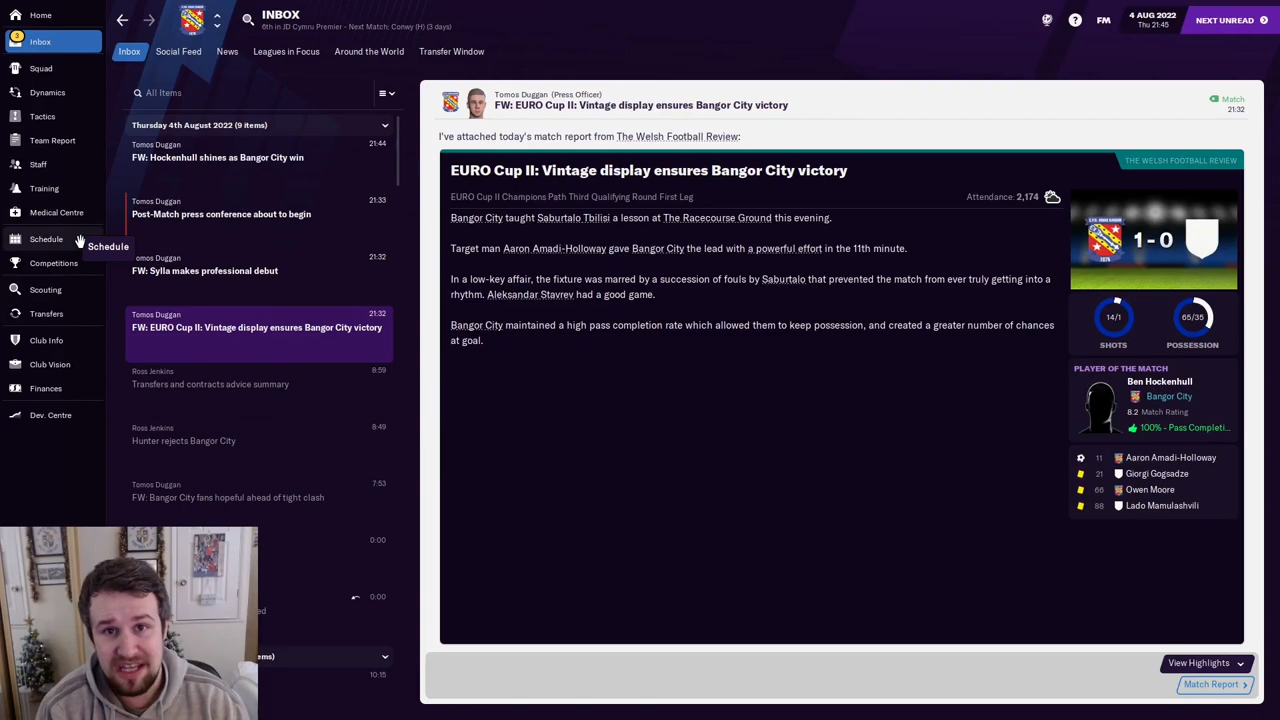 Home
3
Inbox
Squad
Dynamics
Tactics
Team Report
Staff
Training
Medical Centre
Schedule
Schedule
Competitions
Scouting
Transfers
Club Info
Club Vision
Finances
Dev. Centre
INBOX
6th in JD Cymru Premier - Next Match: Conwy (H) (3 days)
?
FM
4 AUG 2022
Thu 21:45
NEXT UNREAD
Inbox
Social Feed
News
Leagues in Focus
Around the World
Transfer Window
All Items
Thursday 4th August 2022 (9 items)
Tomos Duggan
21:44
FW: Hockenhull shines as Bangor City win
Tomos Duggan
21:33
Post-Match press conference about to begin
Tomos Duggan
21:32
FW: Sylla makes professional debut
Tomos Duggan
21:32
FW: EURO Cup II: Vintage display ensures Bangor City victory
Ross Jenkins
8:59
Transfers and contracts advice summary
Ross Jenkins
8:49
Hunter rejects Bangor City
Tomos Duggan
7:53
FW: Bangor City fans hopeful ahead of tight clash
0:00
0:00
ed
ems)
10:15
Tomos Duggan (Press Officer)
FW: EURO Cup II: Vintage display ensures Bangor City victory
Match
21:32
I've attached today's match report from The Welsh Football Review:
THE WELSH FOOTBALL REVIEW
EURO Cup II: Vintage display ensures Bangor City victory
EURO Cup II Champions Path Third Qualifying Round First Leg
Attendance: 2,174
Bangor City taught Saburtalo Tbilisi a lesson at The Racecourse Ground this evening.
Target man Aaron Amadi-Holloway gave Bangor City the lead with a powerful effort in the 11th minute.
In a low-key affair, the fixture was marred by a succession of fouls by Saburtalo that prevented the match from ever truly getting into a
rhythm. Aleksandar Stavrev had a good game.
Bangor City maintained a high pass completion rate which allowed them to keep possession, and created a greater number of chances
at goal.
1 - 0
14/1
65/35
SHOTS
POSSESSION
PLAYER OF THE MATCH
Ben Hockenhull
Bangor City
8.2 Match Rating
100% - Pass Completi...
11 Aaron Amadi-Holloway
21 Giorgi Gogsadze
66 Owen Moore
88 Lado Mamulashvili
View Highlights
Match Report